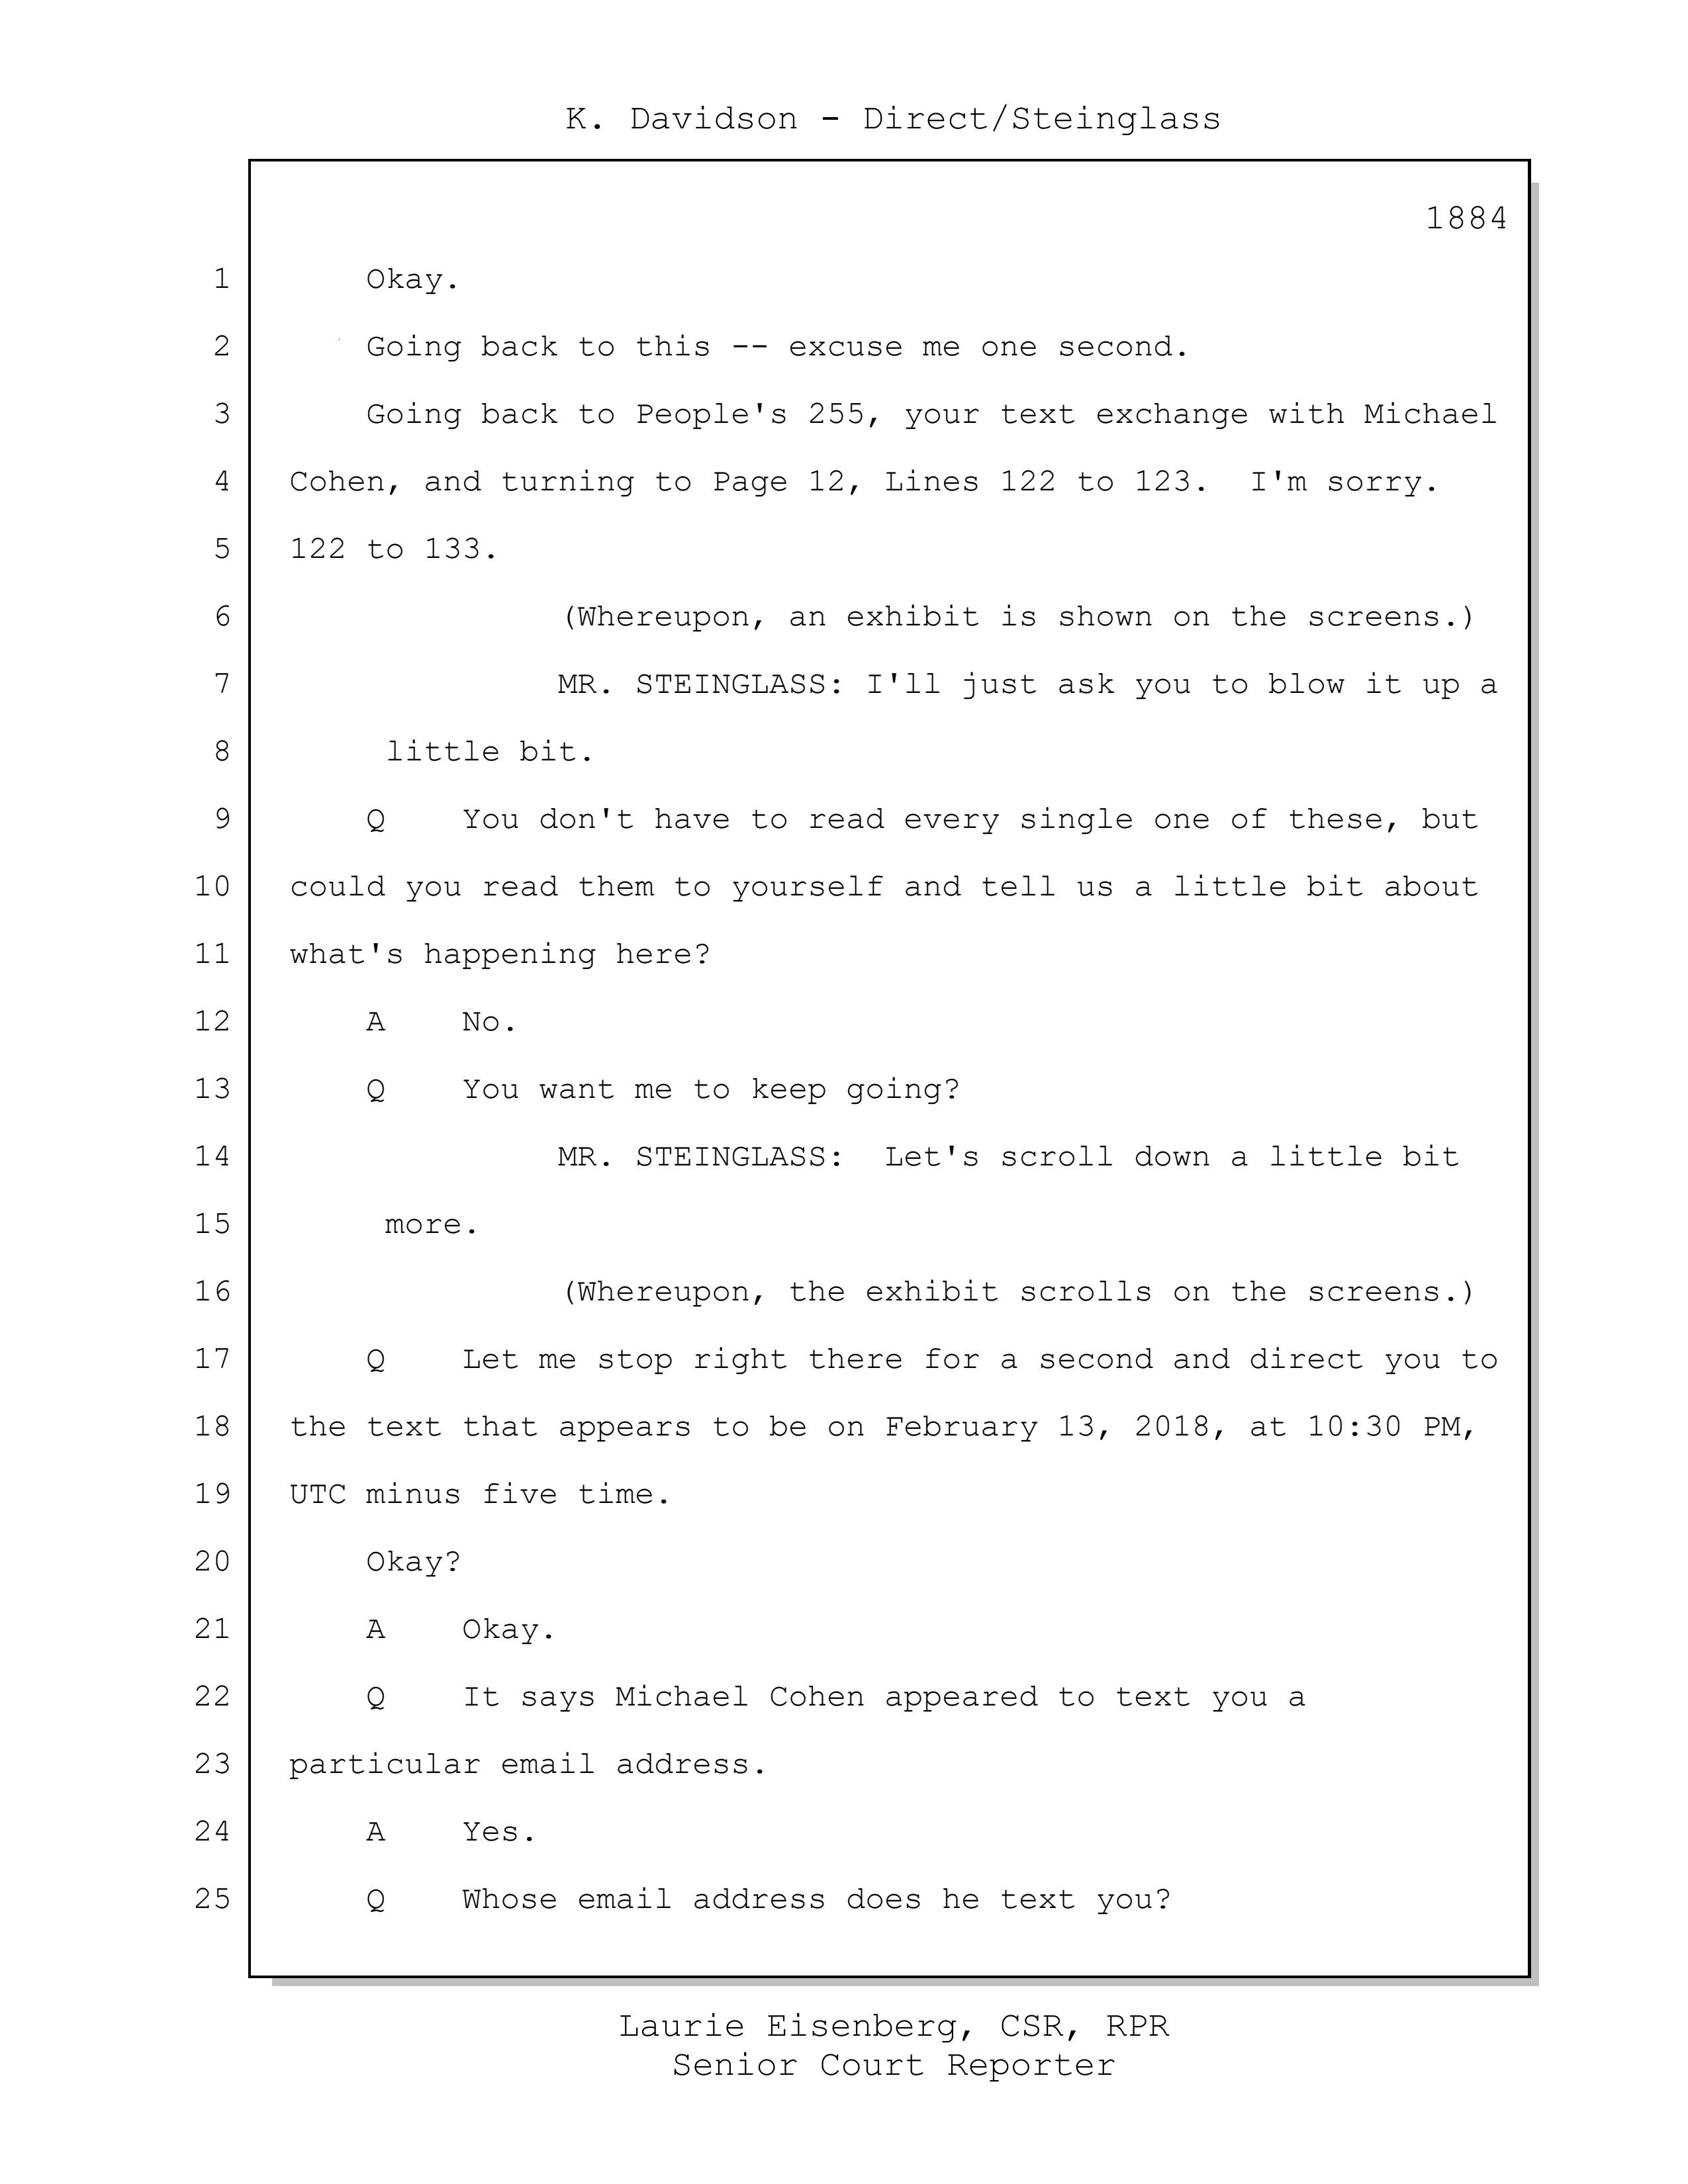 K. Davidson - Direct/Steinglass
1884
1 Okay.
2 Going back to this -- excuse me one second.
3 Going back to People's 255, your text exchange with Michael
4 Cohen, and turning to Page 12, Lines 122 to 123. I'm sorry.
5 122 to 133.
6 (Whereupon, an exhibit is shown on the screens.)
7 MR. STEINGLASS: I'll just ask you to blow it up a
8 little bit.
9 Q You don't have to read every single one of these, but
10 could you read them to yourself and tell us a little bit about
11 what's happening here?
12 A No.
13 Q You want me to keep going?
14 MR. STEINGLASS: Let's scroll down a little bit
15 more.
16 (Whereupon, the exhibit scrolls on the screens.)
17 Q Let me stop right there for a second and direct you to
18 the text that appears to be on February 13, 2018, at 10:30 PM,
19 UTC minus five time.
20 Okay?
21 A Okay.
22 Q It says Michael Cohen appeared to text you a
23 particular email address.
24 A Yes.
25 Q Whose email address does he text you?
Laurie Eisenberg, CSR, RPR
Senior Court Reporter